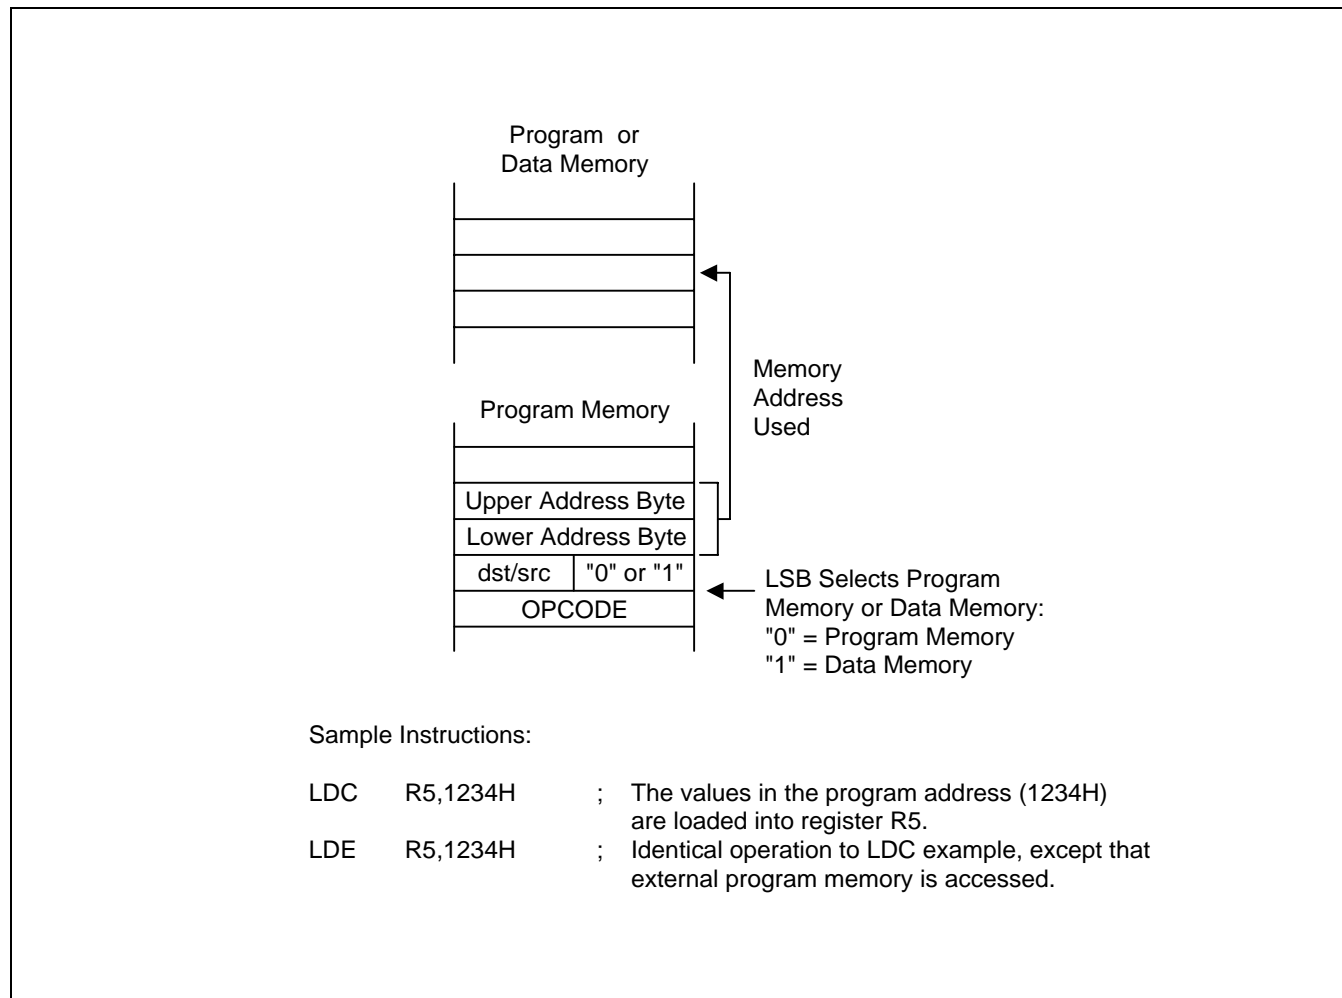 Program or
Data Memory
Memory
Address
Used
Program Memory
Upper Address Byte
Lower Address Byte
dst/src "0" or "1"
OPCODE
LSB Selects Program
Memory or Data Memory:
"0" = Program Memory
"1" = Data Memory
Sample Instructions:
LDC R5,1234H ; The values in the program address (1234H)
are loaded into register R5.
LDE R5,1234H ; Identical operation to LDC example, except that
external program memory is accessed.